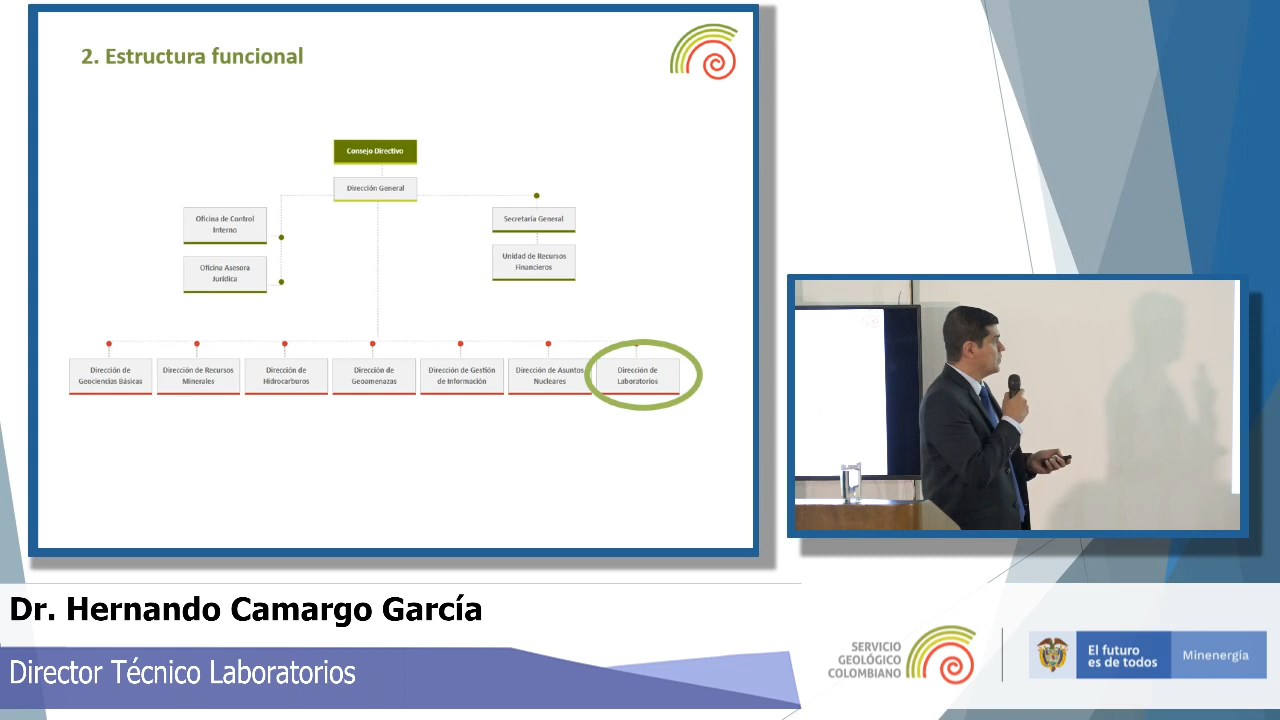 2. Estructura funcional
Consejo Directivo
Dirección General
Oficina de Control
Interno
Secretaría General
Oficina Asesora
Jurídica
Unidad de Recursos
Financieros
Dirección de
Geociencias Básicas
Dirección de Recursos
Minerales
Dirección de
Hidrocarburos
Dirección de
Geoamenazas
Dirección de Gestión
de Información
Dirección de Asuntos
Nucleares
Dirección de
Laboratorios
Dr. Hernando Camargo García
Director Técnico Laboratorios
SERVICIO
GEOLÓGICO
COLOMBIANO
El futuro
es de todos
Minenergía